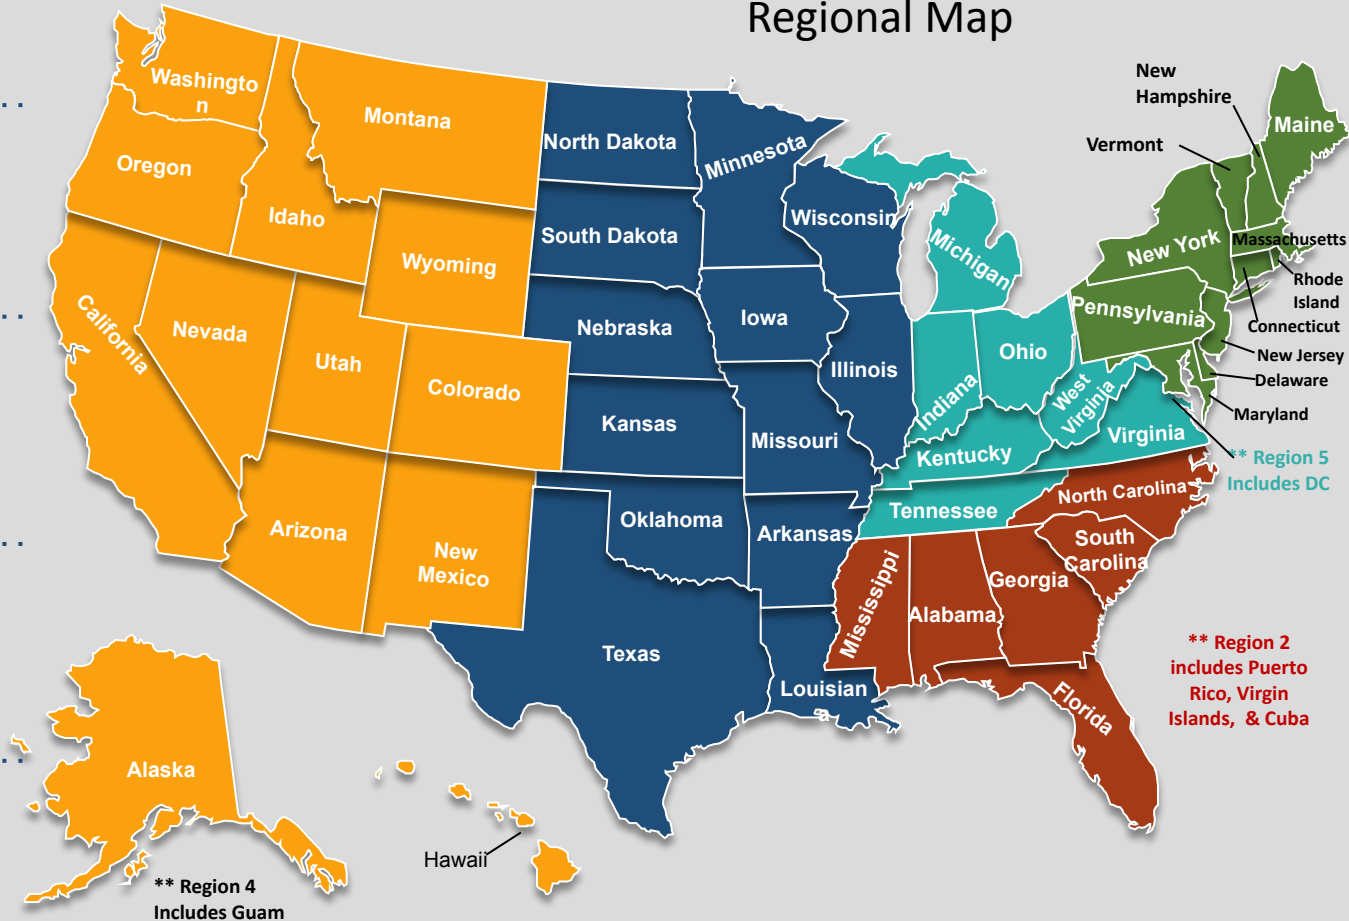 Regional Map
Washingto
n
Montana
Oregon
Idaho
Wyoming
California
Nevada
Utah
Colorado
Arizona
New
Mexico
Alaska
Hawaii
** Region 4
Includes Guam
North Dakota
Minnesota
South Dakota
Wisconsin
Nebraska
Iowa
Illinois
Kansas
Missouri
Oklahoma
Arkansas
Texas
Louisian
a
Michigan
Indiana
Ohio
West
Virginia
Kentucky
Virginia
Tennessee
** Region 5
Includes DC
New
Hampshire
Vermont
Maine
New York
Massachusetts
Rhode
Island
Connecticut
Pennsylvania
New Jersey
Delaware
Maryland
North Carolina
South
Carolina
Georgia
Alabama
Mississippi
Florida
** Region 2
includes Puerto
Rico, Virgin
Islands, & Cuba